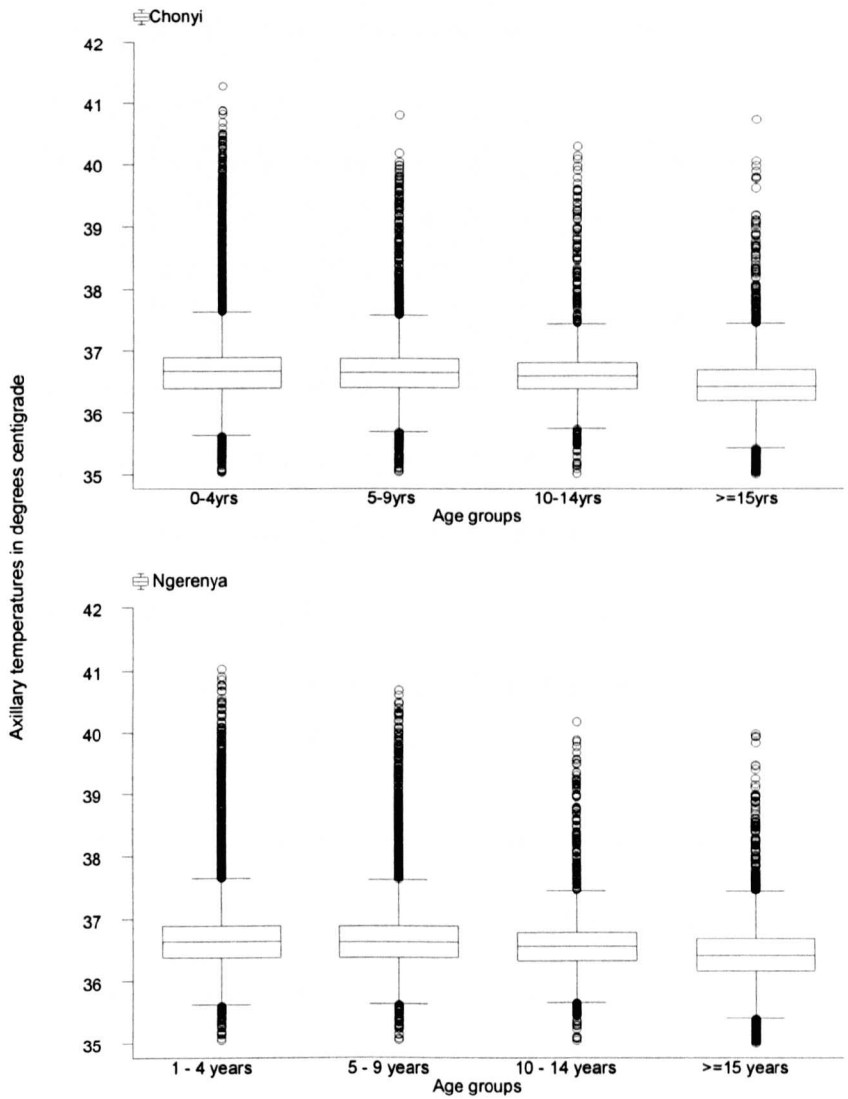 Chonyi
42
41
40
39
38
37
36
35
0-4yrs 5-9yrs 10-14yrs >=15yrs
Age groups
Axillary temperatures in degrees centigrade
Ngerenya
42
41
40
39
38
37
36
35
1 - 4 years 5 - 9 years 10 - 14 years >=15 years
Age groups